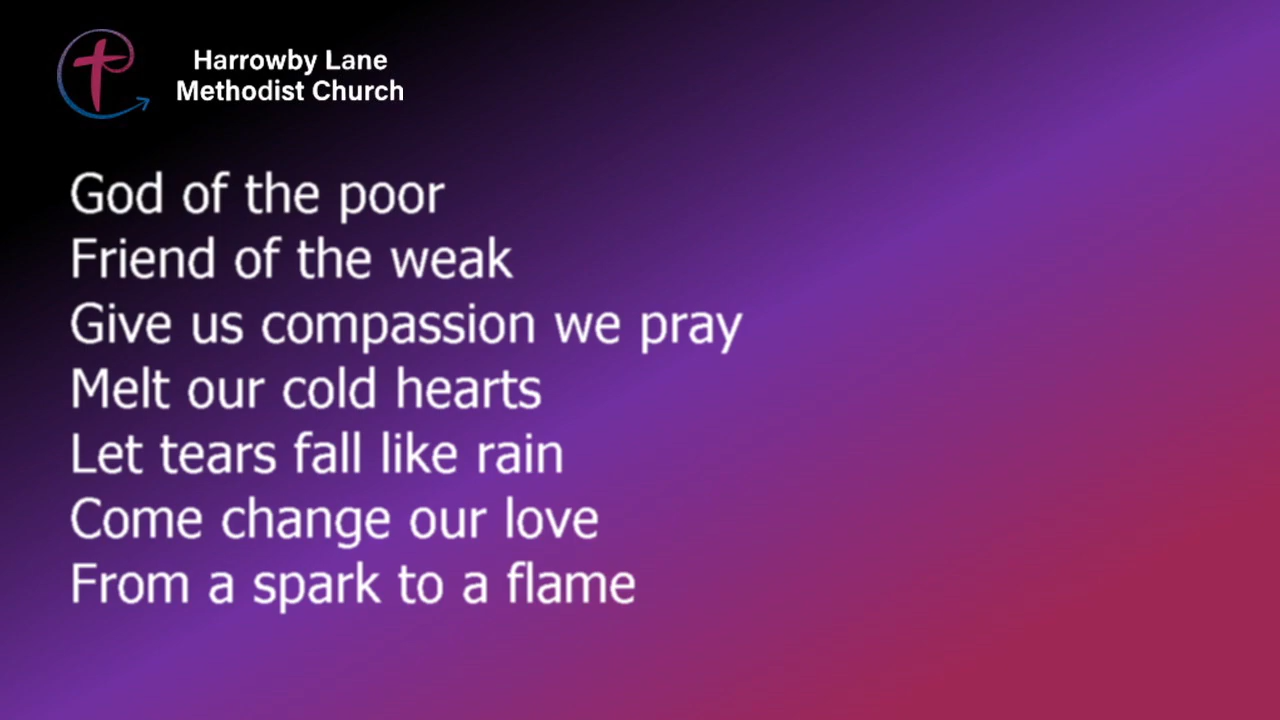 Harrowby Lane
Methodist Church
God of the poor
Friend of the weak
Give us compassion we pray
Melt our cold hearts
Let tears fall like rain
Come change our love
From a spark to a flame